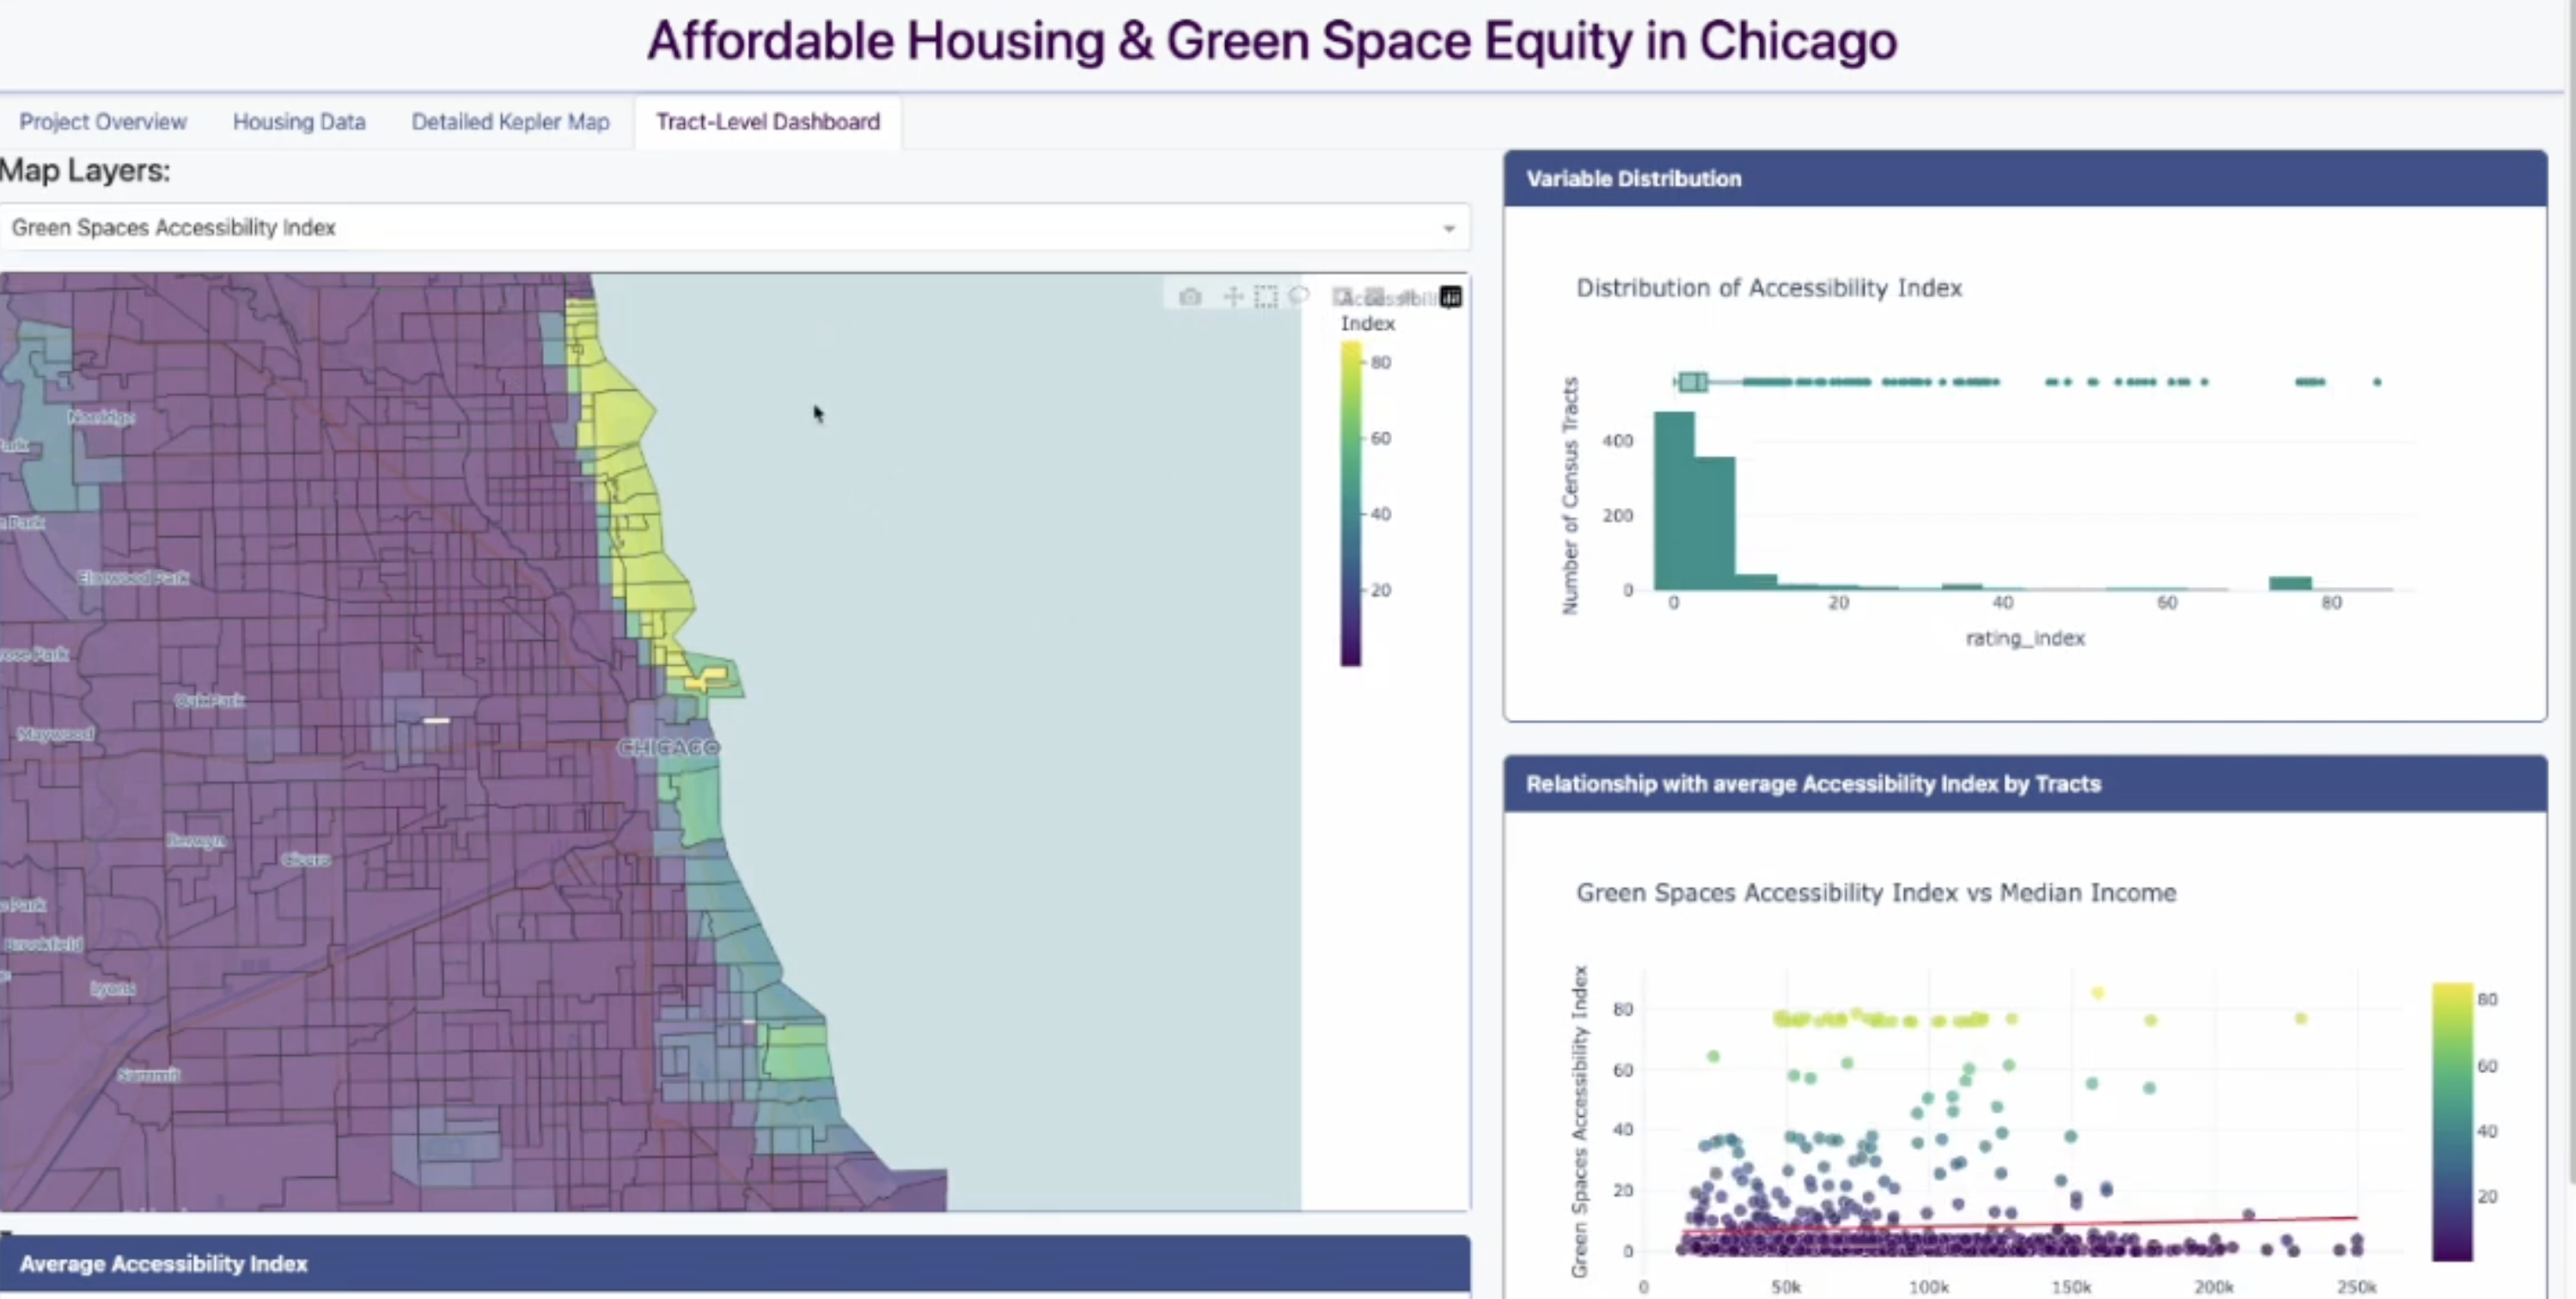 Affordable Housing & Green Space Equity in Chicago
Project Overview
Housing Data
Detailed Kepler Map
Tract-Level Dashboard
Map Layers:
Green Spaces Accessibility Index
Index
80
60
40
20
Norridge
Park
Elmwood Park
rose Park
Oak Park
Maywood
CHICAGO
Berwyn
Cicero
Park
Brookfield
Lyons
Summit
Average Accessibility Index
Variable Distribution
Distribution of Accessibility Index
Number of Census Tracts
400
200
0
0
20
40
60
80
rating_index
Relationship with average Accessibility Index by Tracts
Green Spaces Accessibility Index vs Median Income
Green Spaces Accessibility Index
80
60
40
20
0
0
50k
100k
150k
200k
250k
80
60
40
20